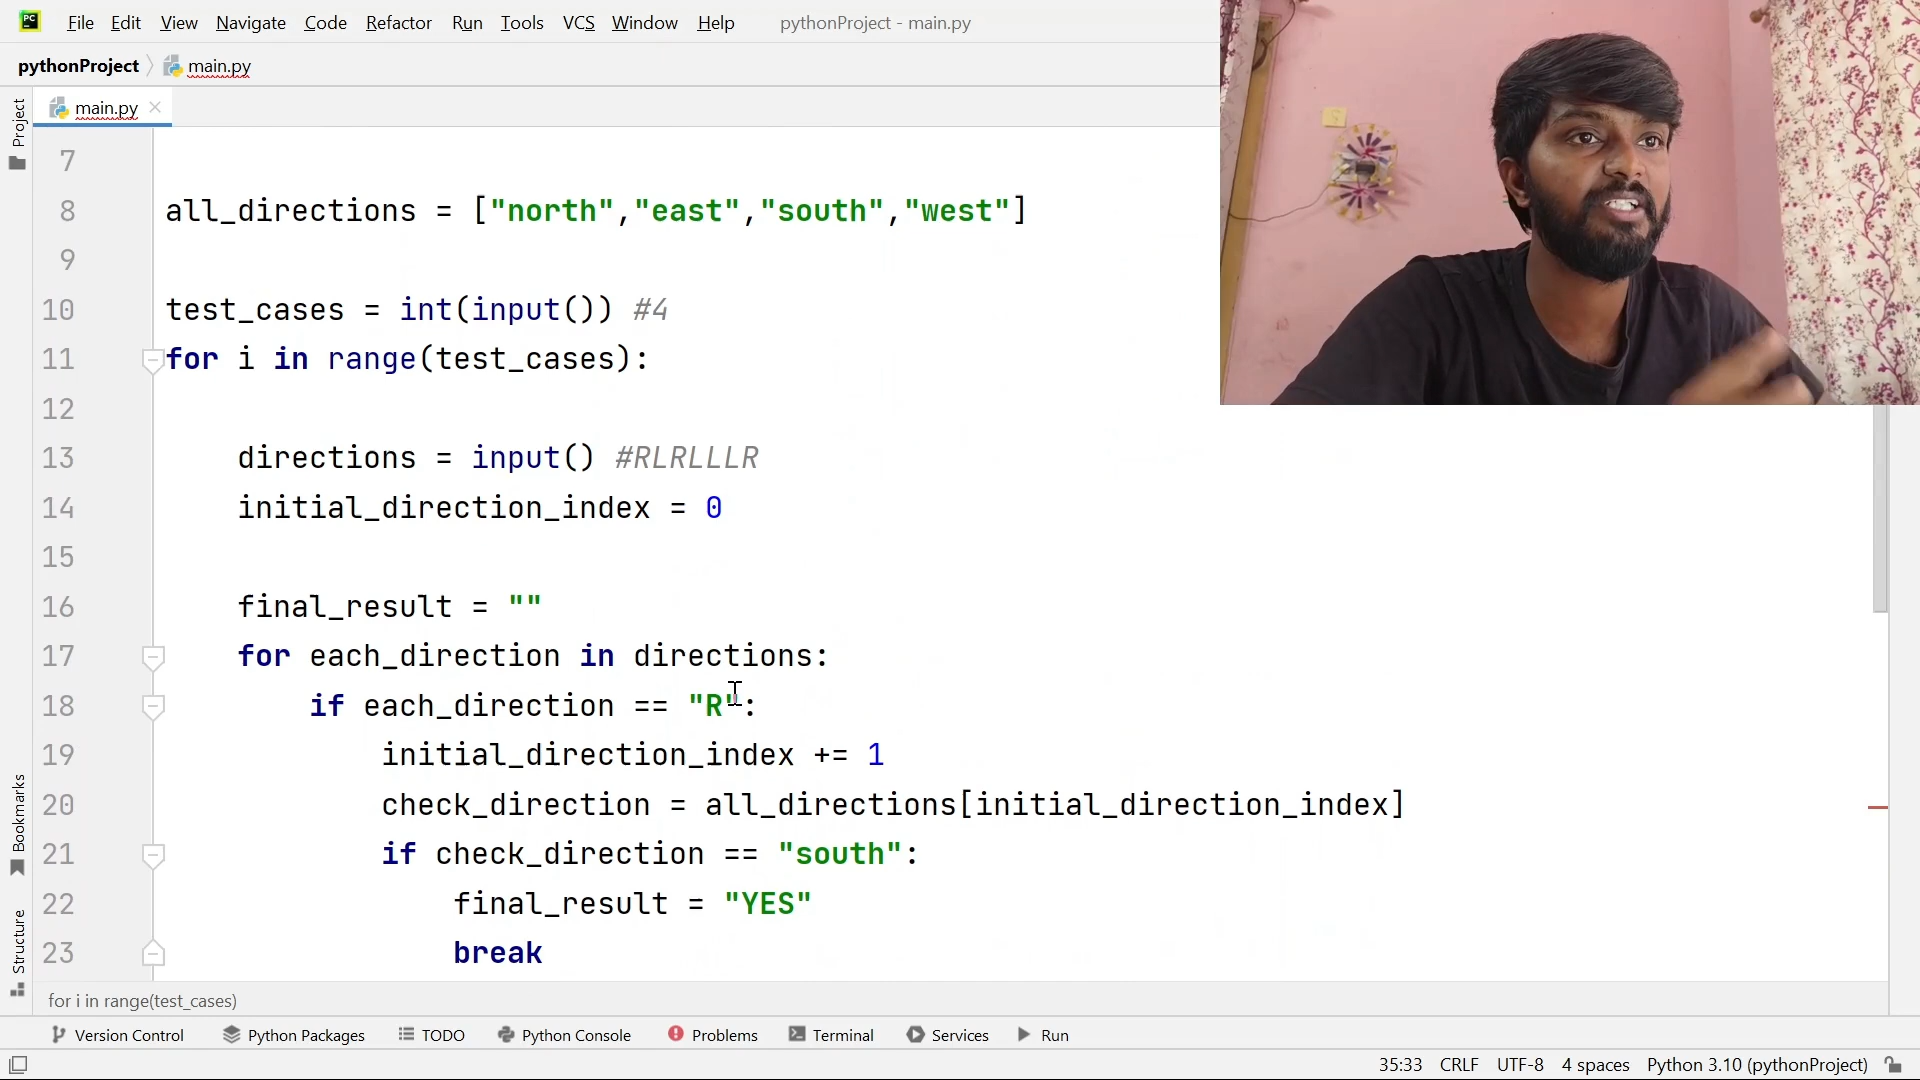 PC File Edit View Navigate Code Refactor Run Tools VCS Window Help pythonProject - main.py
pythonProject main.py
main.py
Project
7
8 all_directions = ["north","east","south","west"]
9
10 test_cases = int(input()) #4
11 for i in range(test_cases):
12
13 directions = input() #RLRLLLR
14 initial_direction_index = 0
15
16 final_result = ""
17 for each_direction in directions:
18 if each_direction == "R":
19 initial_direction_index += 1
20 check_direction = all_directions[initial_direction_index]
21 if check_direction == "south":
22 final_result = "YES"
23 break
Bookmarks
Structure
for i in range(test_cases)
Version Control Python Packages TODO Python Console Problems Terminal Services Run
35:33 CRLF UTF-8 4 spaces Python 3.10 (pythonProject)